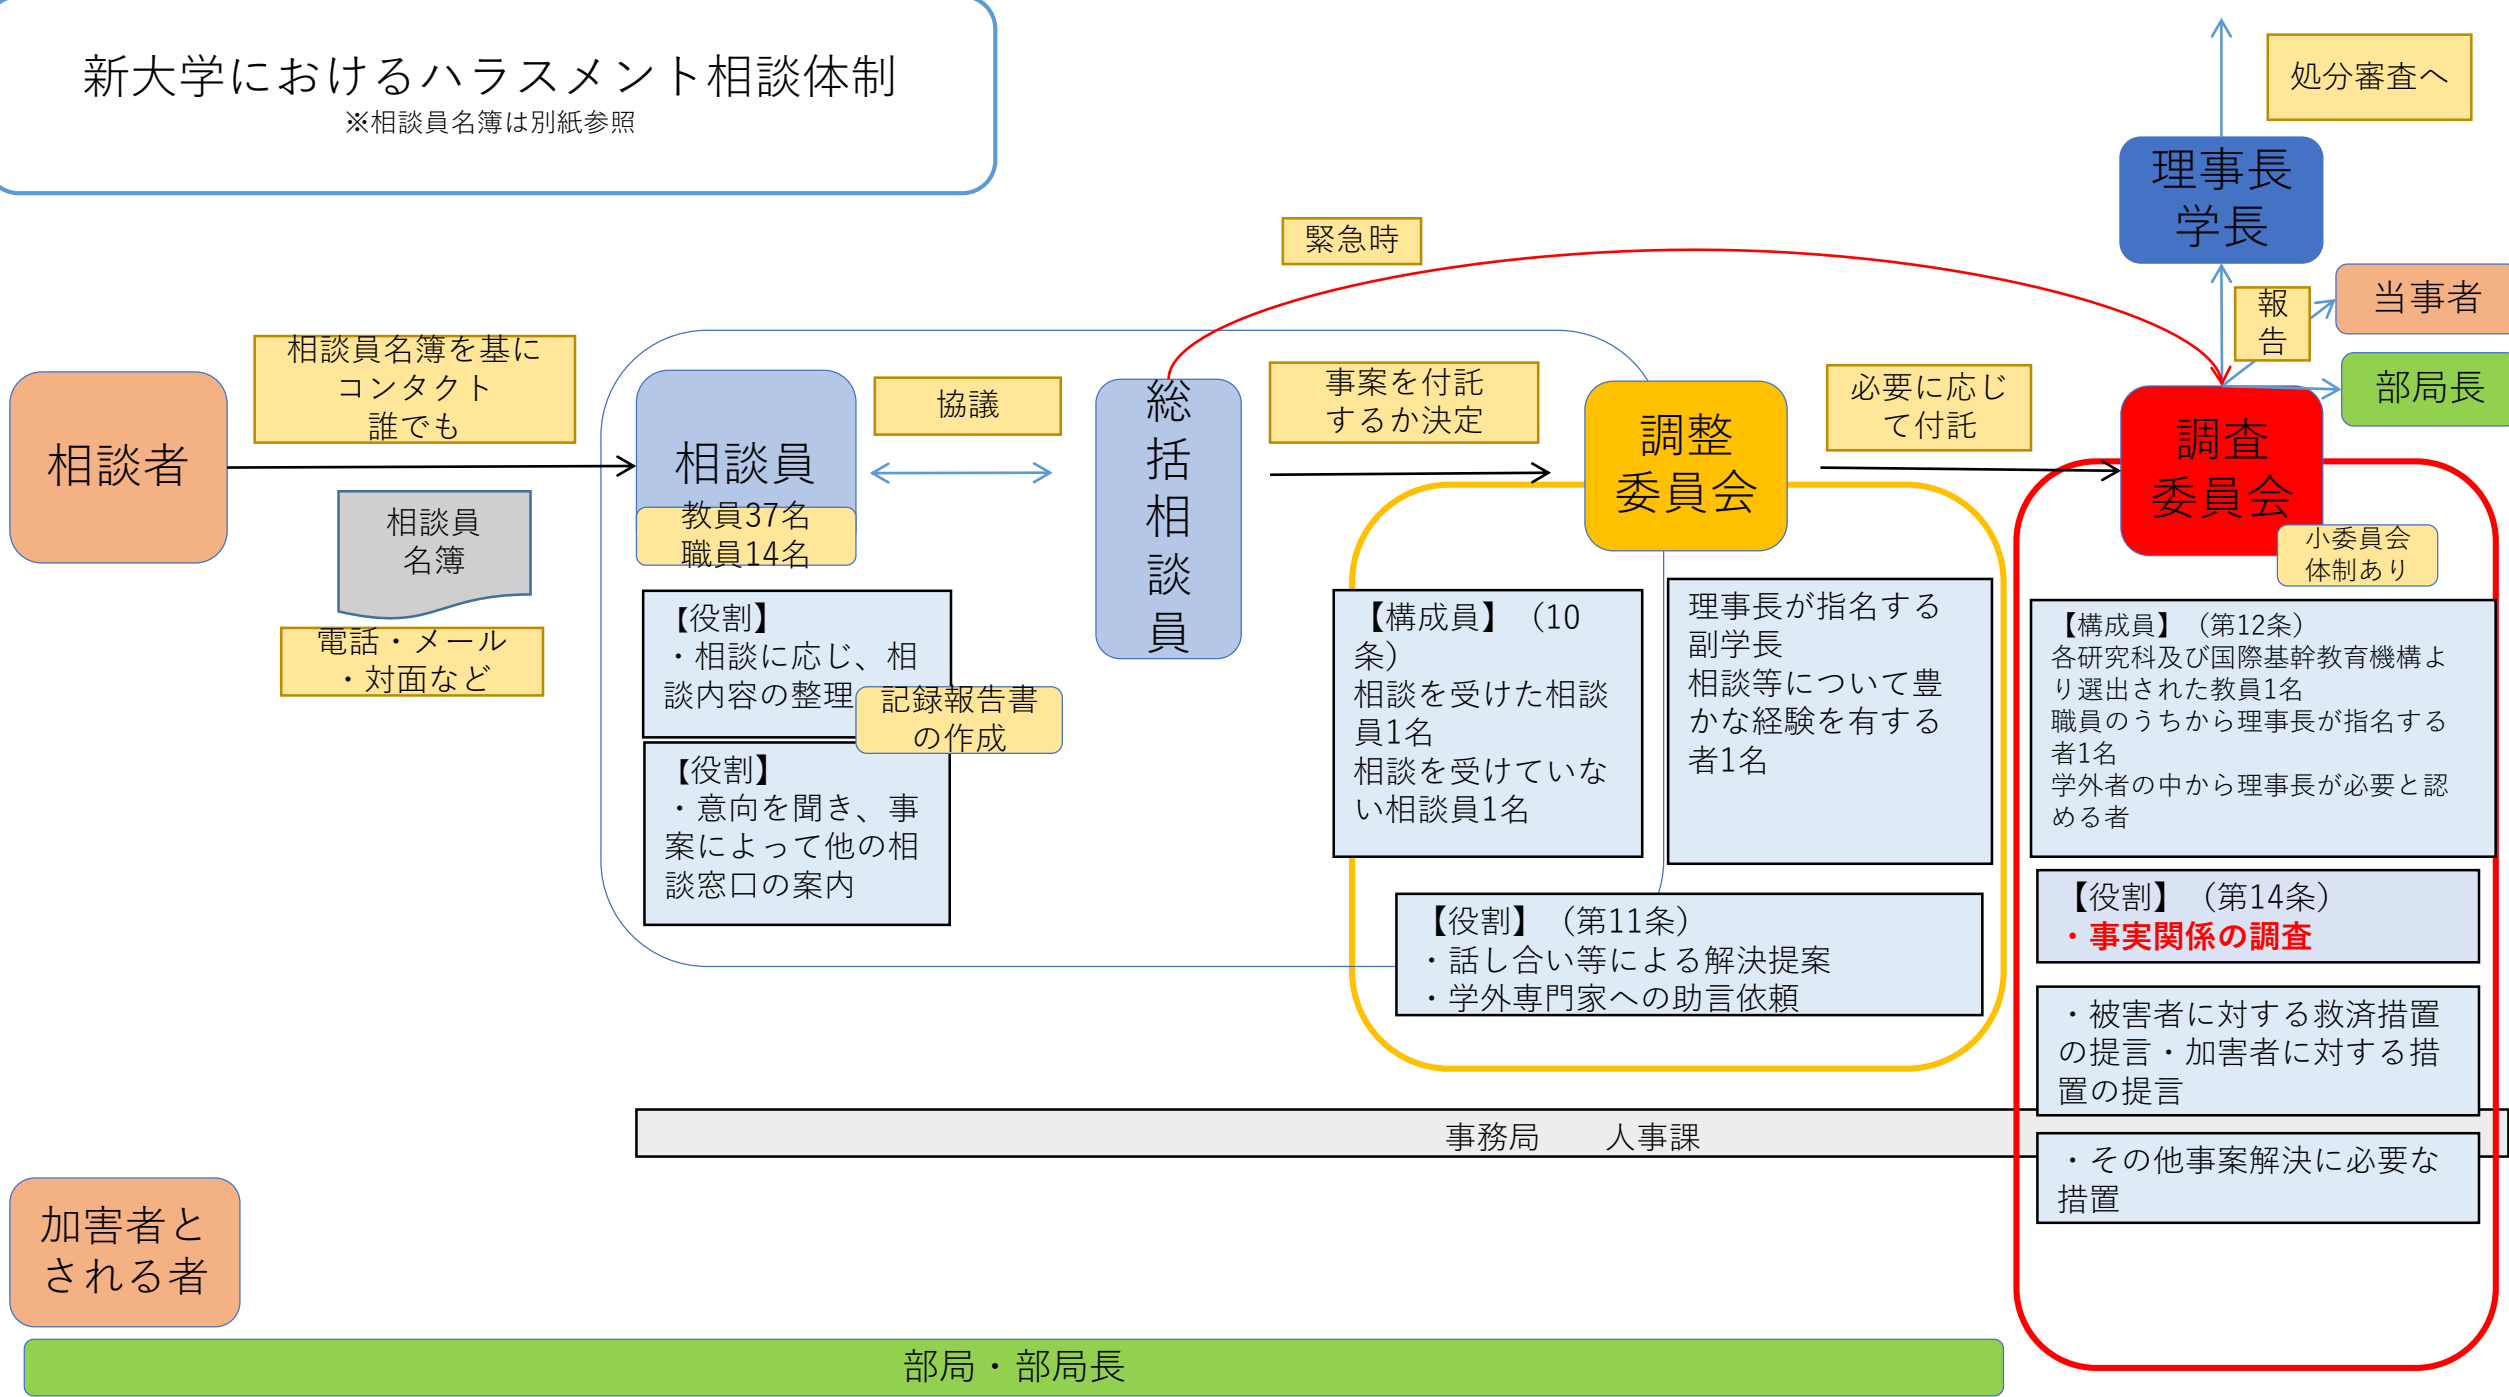 新大学におけるハラスメント相談体制
※相談員名簿は別紙参照
処分審査へ
理事長
学長
緊急時
報
告
当事者
部局長
相談者
相談員名簿を基に
コンタクト
誰でも
相談員
名簿
電話・メール
・対面など
相談員
教員37名
職員14名
協議
総
括
相
談
員
事案を付託
するか決定
調整
委員会
必要に応じ
て付託
調査
委員会
小委員会
体制あり
【役割】
・相談に応じ、相
談内容の整理
記録報告書
の作成
【役割】
・意向を聞き、事
案によって他の相
談窓口の案内
【構成員】（10
条）
相談を受けた相談
員1名
相談を受けていな
い相談員1名
理事長が指名する
副学長
相談等について豊
かな経験を有する
者1名
【役割】（第11条）
・話し合い等による解決提案
・学外専門家への助言依頼
【構成員】（第12条）
各研究科及び国際基幹教育機構よ
り選出された教員1名
職員のうちから理事長が指名する
者1名
学外者の中から理事長が必要と認
める者
【役割】（第14条）
・事実関係の調査
・被害者に対する救済措置
の提言・加害者に対する措
置の提言
・その他事案解決に必要な
措置
事務局　　人事課
加害者と
される者
部局・部局長